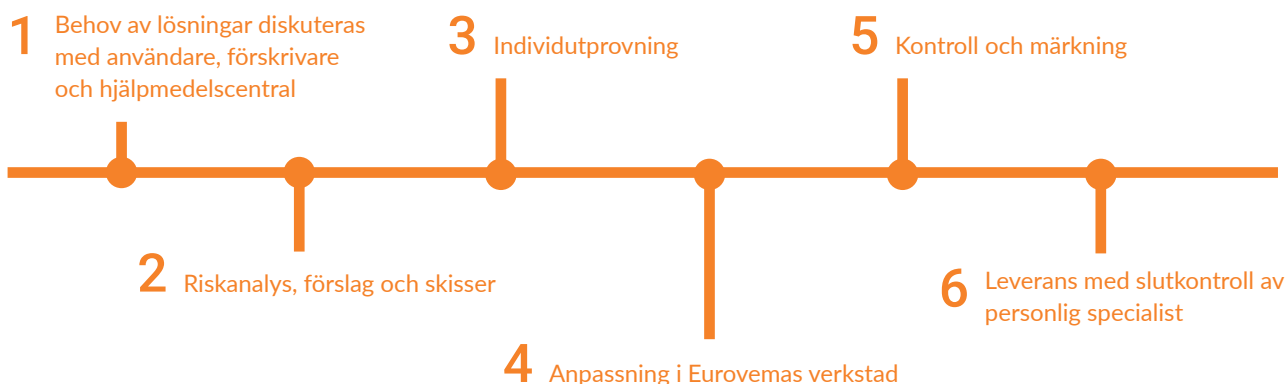 1 Behov av lösningar diskuteras
med användare, förskrivare
och hjälpmedelscentral
2 Riskanalys, förslag och skisser
3 Individutprovning
4 Anpassning i Eurovemas verkstad
5 Kontroll och märkning
6 Leverans med slutkontroll av
personlig specialist